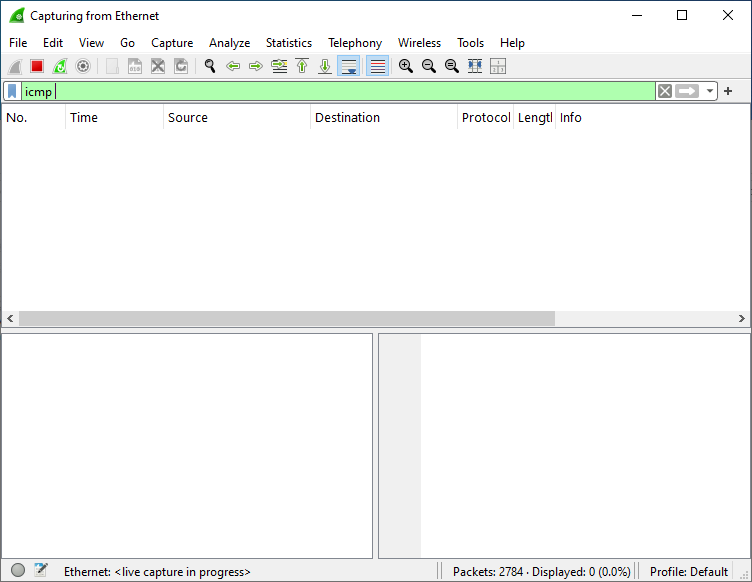 Capturing from Ethernet
File Edit View Go Capture Analyze Statistics Telephony Wireless Tools Help
icmp
No. Time Source Destination Protocol Lengtl Info
Ethernet: <live capture in progress> Packets: 2784 · Displayed: 0 (0.0%) Profile: Default